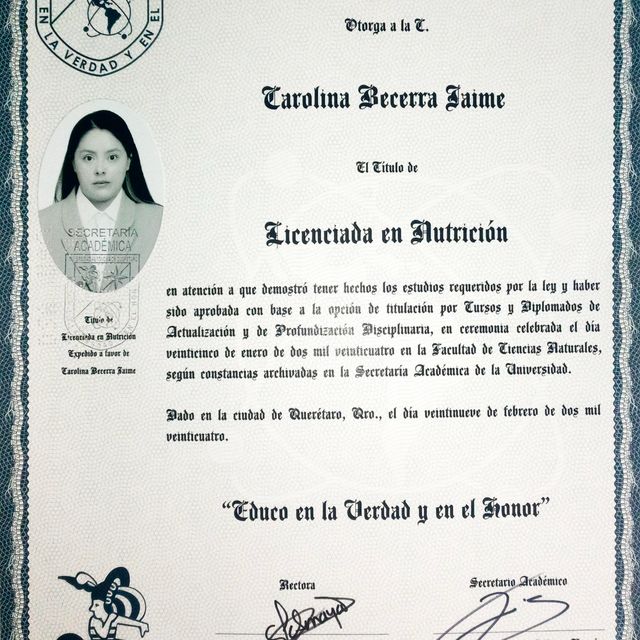 EN LA VERDAD Y EN EL
Otorga a la C.
Carolina Becerra Jaime
El Título de
Licenciada en Nutrición
SECRETARÍA
ACADÉMICA
Título de
Licenciada en Nutrición
Expedido a favor de
Carolina Becerra Jaime
en atención a que demostró tener hechos los estudios requeridos por la ley y haber
sido aprobada con base a la opción de titulación por Cursos y Diplomados de
Actualización y de Profundización Disciplinaria, en ceremonia celebrada el día
veinticinco de enero de dos mil veinticuatro en la Facultad de Ciencias Naturales,
según constancias archivadas en la Secretaría Académica de la Universidad.
Dado en la ciudad de Querétaro, Qro., el día veintinueve de febrero de dos mil
veinticuatro.
“Educo en la Verdad y en el Honor”
Rectora
Secretario Académico